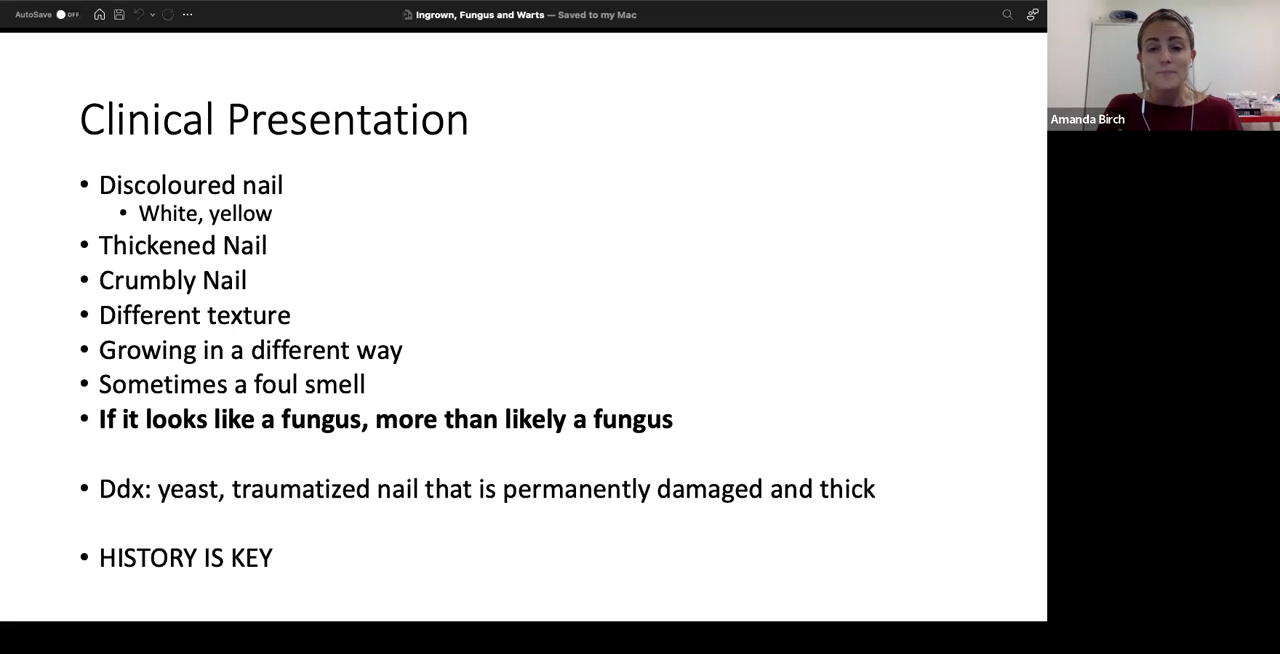 AutoSave OFF
Ingrown, Fungus and Warts — Saved to my Mac
Amanda Birch
Clinical Presentation
• Discoloured nail
• White, yellow
• Thickened Nail
• Crumbly Nail
• Different texture
• Growing in a different way
• Sometimes a foul smell
• If it looks like a fungus, more than likely a fungus
• Ddx: yeast, traumatized nail that is permanently damaged and thick
• HISTORY IS KEY